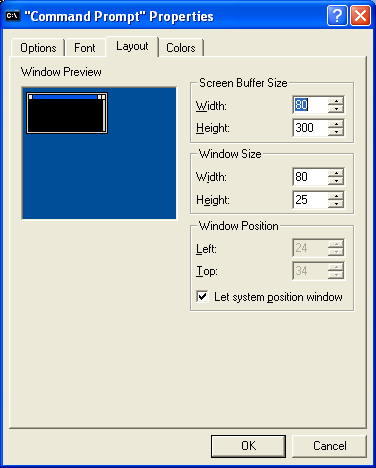 C:\ "Command Prompt" Properties
Options Font Layout Colors
Window Preview
Screen Buffer Size
Width: 80
Height: 300
Window Size
Width: 80
Height: 25
Window Position
Left: 24
Top: 34
Let system position window
OK Cancel